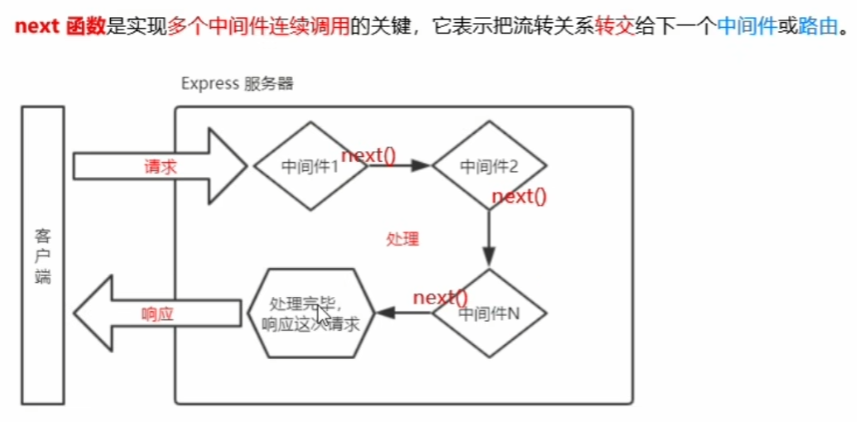 next 函数是实现多个中间件连续调用的关键，它表示把流转关系转交给下一个中间件或路由。
Express 服务器
请求
中间件1
next()
中间件2
next()
客户端
处理
处理完毕，
响应这次请求
next()
中间件N
响应